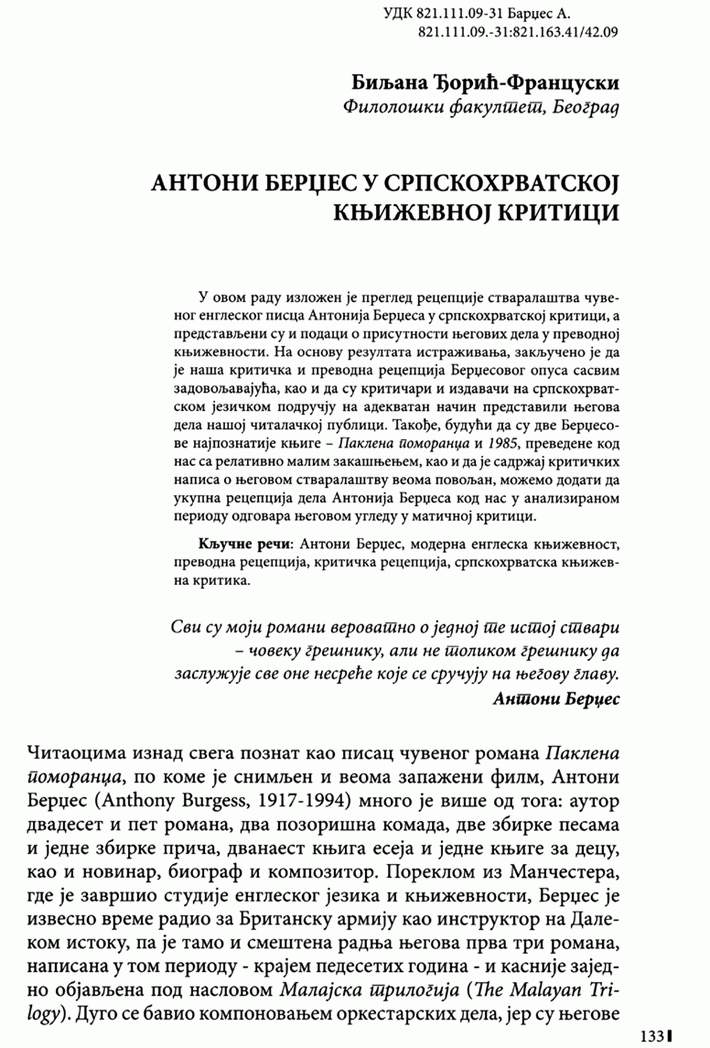 УДК 821.111.09-31 Барџес А.
821.111.09.-31:821.163.41/42.09
Биљана Ђорић-Француски
Филолошки факултет, Београд
АНТОНИ БЕРЏЕС У СРПСКОХРВАТСКОЈ
КЊИЖЕВНОЈ КРИТИЦИ
У овом раду изложен је преглед рецепције стваралаштва чуве-
ног енглеског писца Антонија Берџеса у српскохрватској критици, а
представљени су и подаци о присутности његових дела у преводној
књижевности. На основу резултата истраживања, закључено је да
је наша критичка и преводна рецепција Берџесовог опуса сасвим
задовољавајућа, као и да су критичари и издавачи на српскохрват-
ском језичком подручју на адекватан начин представили његова
дела нашој читалачкој публици. Такође, будући да су две Берџесо-
ве најпознатије књиге – Паклена поморанџа и 1985, преведене код
нас са релативно малим закашњењем, као и да је садржај критичких
написа о његовом стваралаштву веома повољан, можемо додати да
укупна рецепција дела Антонија Берџеса код нас у анализираном
периоду одговара његовом угледу у матичној критици.
Кључне речи: Антони Берџес, модерна енглеска књижевност,
преводна рецепција, критичка рецепција, српскохрватска књижев-
на критика.
Сви су моји романи вероватно о једној те истој ствари
– човеку грешнику, али не толиком грешнику да
заслужује све оне несреће које се сручују на његову главу.
Антони Берџес
Читаоцима изнад свега познат као писац чувеног романа Паклена
поморанџа, по коме је снимљен и веома запажени филм, Антони
Берџес (Anthony Burgess, 1917-1994) много је више од тога: аутор
двадесет и пет романа, два позоришна комада, две збирке песама
и једне збирке прича, дванаест књига есеја и једне књиге за децу,
као и новинар, биограф и композитор. Пореклом из Манчестера,
где је завршио студије енглеског језика и књижевности, Берџес је
извесно време радио за Британску армију као инструктор на Дале-
ком истоку, па је тамо и смештена радња његова прва три романа,
написана у том периоду - крајем педесетих година - и касније зајед-
но објављена под насловом Малајска трилогија (The Malayan Tri-
logy). Дуго се бавио компоновањем оркестарских дела, јер су његове
133